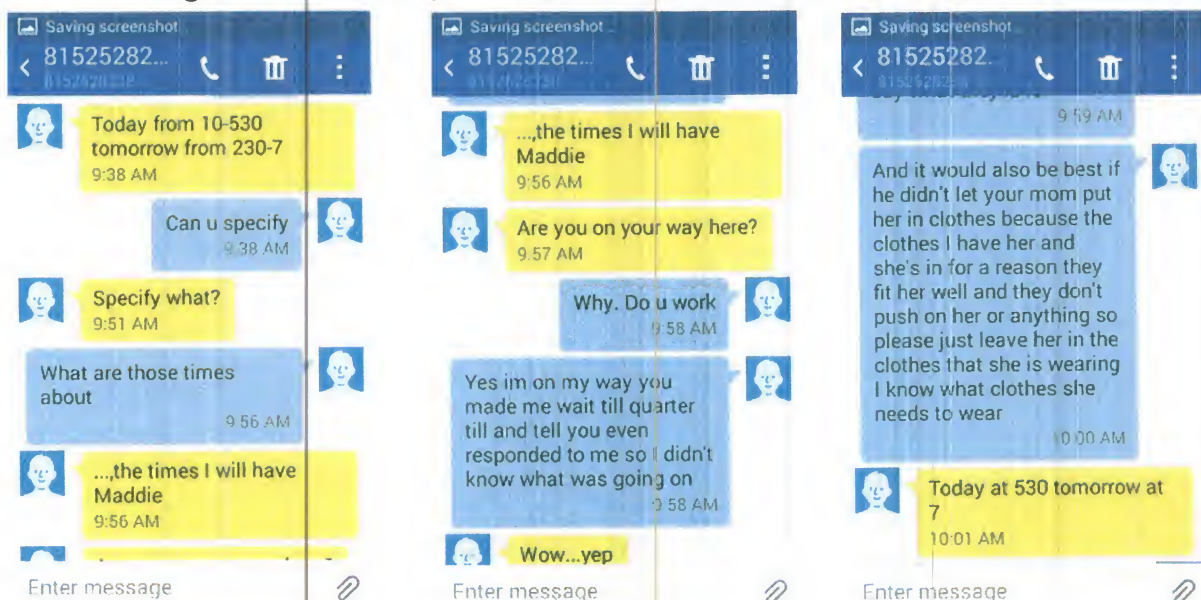 Saving screenshot
81525282...
Today from 10-530
tomorrow from 230-7
9:38 AM
Can u specify
9:38 AM
Specify what?
9:51 AM
What are those times
about
9:56 AM
...,the times I will have
Maddie
9:56 AM
Enter message
Saving screenshot
81525282...
...,the times I will have
Maddie
9:56 AM
Are you on your way here?
9:57 AM
Why. Do u work
9:58 AM
Yes im on my way you
made me wait till quarter
till and tell you even
responded to me so I didn't
know what was going on
9:58 AM
Wow...yep
Enter message
Saving screenshot
81525282.
9:59 AM
And it would also be best if
he didn't let your mom put
her in clothes because the
clothes I have her and
she's in for a reason they
fit her well and they don't
push on her or anything so
please just leave her in the
clothes that she is wearing
I know what clothes she
needs to wear
10:00 AM
Today at 530 tomorrow at
7
10:01 AM
Enter message